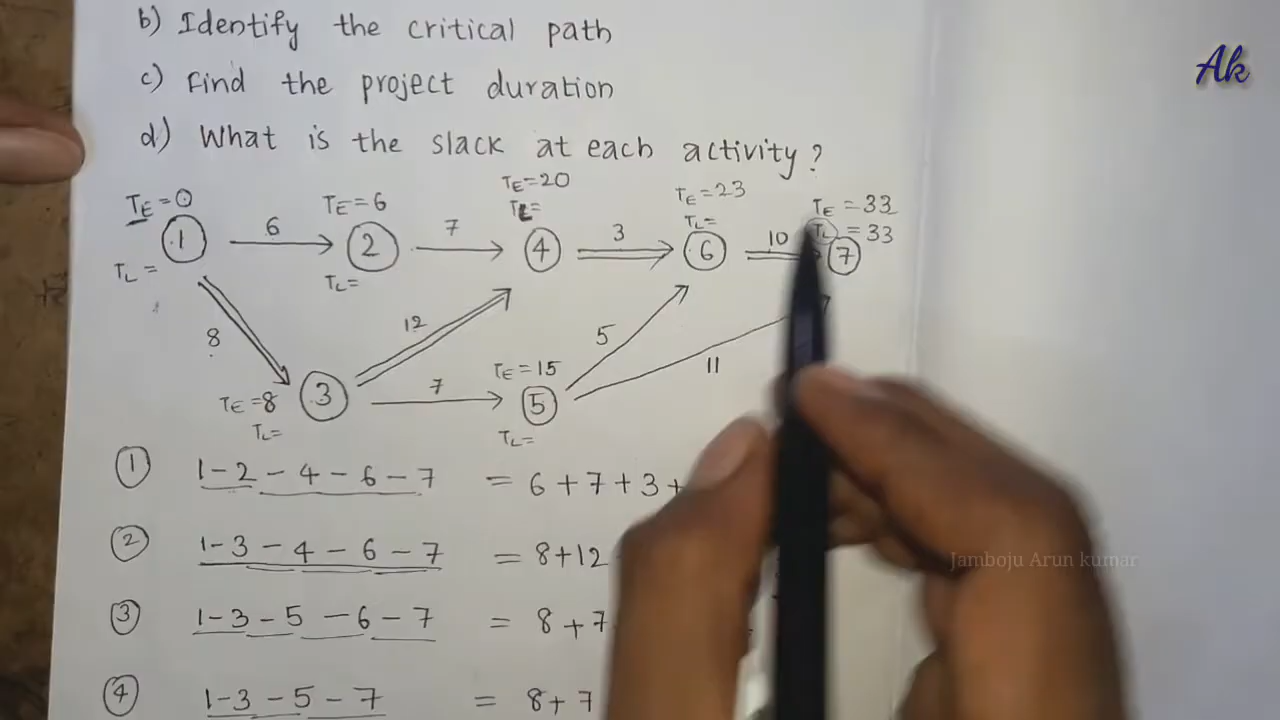 b) Identify the critical path
Ak
c) Find the project duration
d) What is the slack at each activity?
TE=0
TE=6
TE=20
TL=
TE=23
TL=
TE=33
TL=33
1
6
2
7
4
3
6
10
7
TL=
TL=
8
12
5
11
TE=8
3
7
TE=15
5
TL=
TL=
1 1-2-4-6-7 = 6+7+3+
2 1-3-4-6-7 = 8+12
Jamboju Arun kumar
3 1-3-5-6-7 = 8+7
4 1-3-5-7 = 8+7